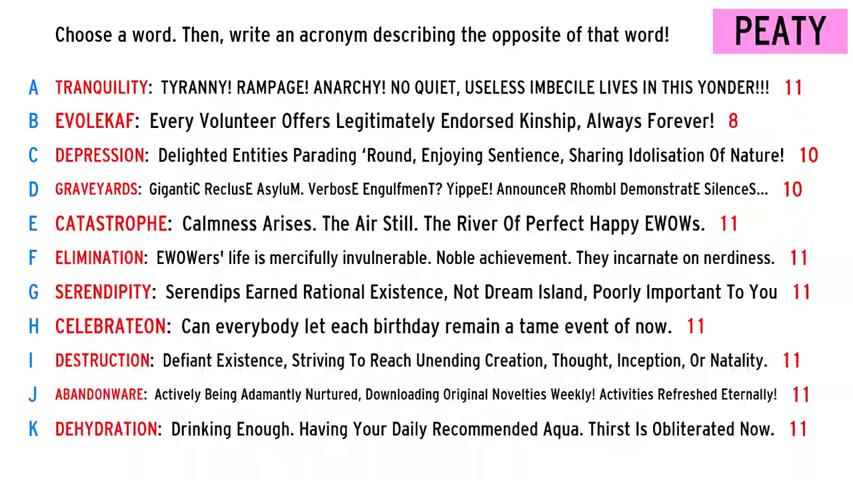 Choose a word. Then, write an acronym describing the opposite of that word!
PEATY
A TRANQUILITY: TYRANNY! RAMPAGE! ANARCHY! NO QUIET, USELESS IMBECILE LIVES IN THIS YONDER!!! 11
B EVOLEKAF: Every Volunteer Offers Legitimately Endorsed Kinship, Always Forever! 8
C DEPRESSION: Delighted Entities Parading ‘Round, Enjoying Sentience, Sharing Idolisation Of Nature! 10
D GRAVEYARDS: GigantiC ReclusE AsyluM. VerbosE EngulfmenT? YippeE! AnnounceR RhombI DemonstratE SilenceS... 10
E CATASTROPHE: Calmness Arises. The Air Still. The River Of Perfect Happy EWOWs. 11
F ELIMINATION: EWOWers' life is mercifully invulnerable. Noble achievement. They incarnate on nerdiness. 11
G SERENDIPITY: Serendips Earned Rational Existence, Not Dream Island, Poorly Important To You 11
H CELEBRATEON: Can everybody let each birthday remain a tame event of now. 11
I DESTRUCTION: Defiant Existence, Striving To Reach Unending Creation, Thought, Inception, Or Natality. 11
J ABANDONWARE: Actively Being Adamantly Nurtured, Downloading Original Novelties Weekly! Activities Refreshed Eternally! 11
K DEHYDRATION: Drinking Enough. Having Your Daily Recommended Aqua. Thirst Is Obliterated Now. 11